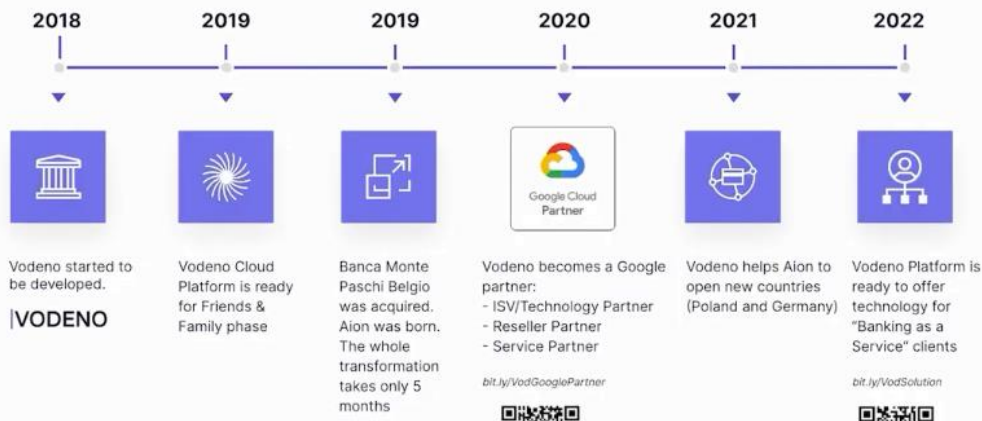 2018
2019
2019
2020
2021
2022
Google Cloud
Partner
Vodeno started to
be developed.
|VODENO
Vodeno Cloud
Platform is ready
for Friends &
Family phase
Banca Monte
Paschi Belgio
was acquired.
Aion was born.
The whole
transformation
takes only 5
months
Vodeno becomes a Google
partner:
- ISV/Technology Partner
- Reseller Partner
- Service Partner
bit.ly/VodGooglePartner
Vodeno helps Aion to
open new countries
(Poland and Germany)
Vodeno Platform is
ready to offer
technology for
"Banking as a
Service" clients
bit.ly/VodSolution